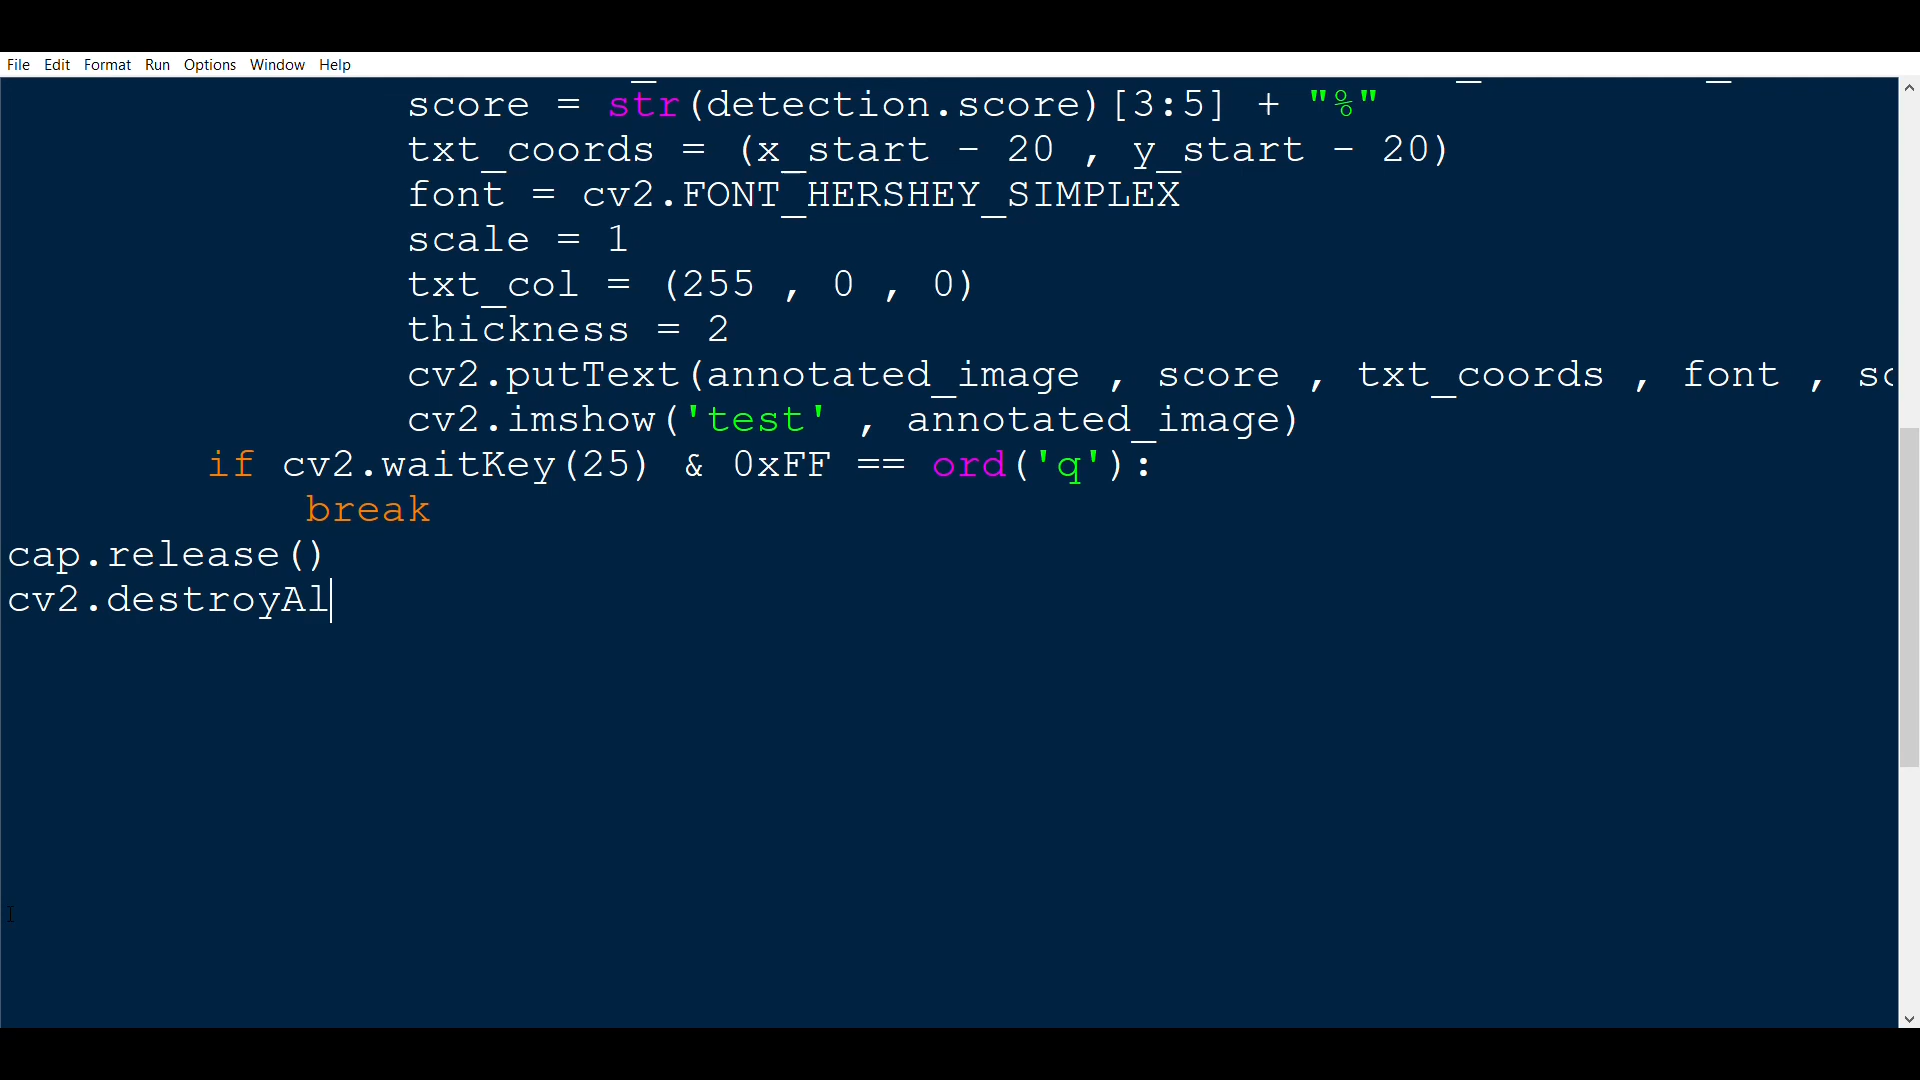 File Edit Format Run Options Window Help
score = str(detection.score)[3:5] + "%"
txt_coords = (x_start - 20 , y_start - 20)
font = cv2.FONT_HERSHEY_SIMPLEX
scale = 1
txt_col = (255 , 0 , 0)
thickness = 2
cv2.putText(annotated_image , score , txt_coords , font , sc
cv2.imshow('test' , annotated_image)
if cv2.waitKey(25) & 0xFF == ord('q'):
break
cap.release()
cv2.destroyAl